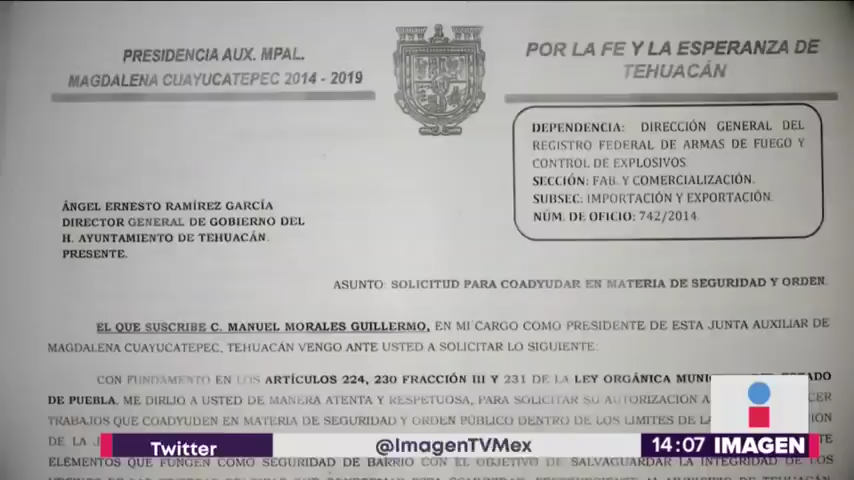 PRESIDENCIA AUX. MPAL.
MAGDALENA CUAYUCATEPEC 2014 - 2019
POR LA FE Y LA ESPERANZA DE
TEHUACÁN
DEPENDENCIA: DIRECCIÓN GENERAL DEL
REGISTRO FEDERAL DE ARMAS DE FUEGO Y
CONTROL DE EXPLOSIVOS
SECCIÓN: FAB. Y COMERCIALIZACIÓN.
SUBSEC: IMPORTACIÓN Y EXPORTACIÓN.
NÚM. DE OFICIO: 742/2014
ÁNGEL ERNESTO RAMÍREZ GARCÍA
DIRECTOR GENERAL DE GOBIERNO DEL
H. AYUNTAMIENTO DE TEHUACÁN.
PRESENTE.
ASUNTO: SOLICITUD PARA COADYUDAR EN MATERIA DE SEGURIDAD Y ORDEN.
EL QUE SUSCRIBE C. MANUEL MORALES GUILLERMO, EN MI CARGO COMO PRESIDENTE DE ESTA JUNTA AUXILIAR DE
MAGDALENA CUAYUCATEPEC, TEHUACÁN VENGO ANTE USTED A SOLICITAR LO SIGUIENTE:
CON FUNDAMENTO EN LOS ARTÍCULOS 224, 230 FRACCIÓN III Y 231 DE LA LEY ORGÁNICA ESTADO
DE PUEBLA. ME DIRIJO A USTED DE MANERA ATENTA Y RESPETUOSA, PARA SOLICITAR SU AUTORIZACIÓN
TRABAJOS QUE COADYUDEN EN MATERIA DE SEGURIDAD Y ORDEN PÚBLICO DENTRO DE LOS LIMITES DE
DE LA
ELEMENTOS QUE FUNGEN COMO SEGURIDAD DE BARRIO CON EL OBJETIVO DE SALVAGUARDAR LA INTEGRIDAD DE LOS
Twitter @ImagenTVMex 14:07 IMAGEN